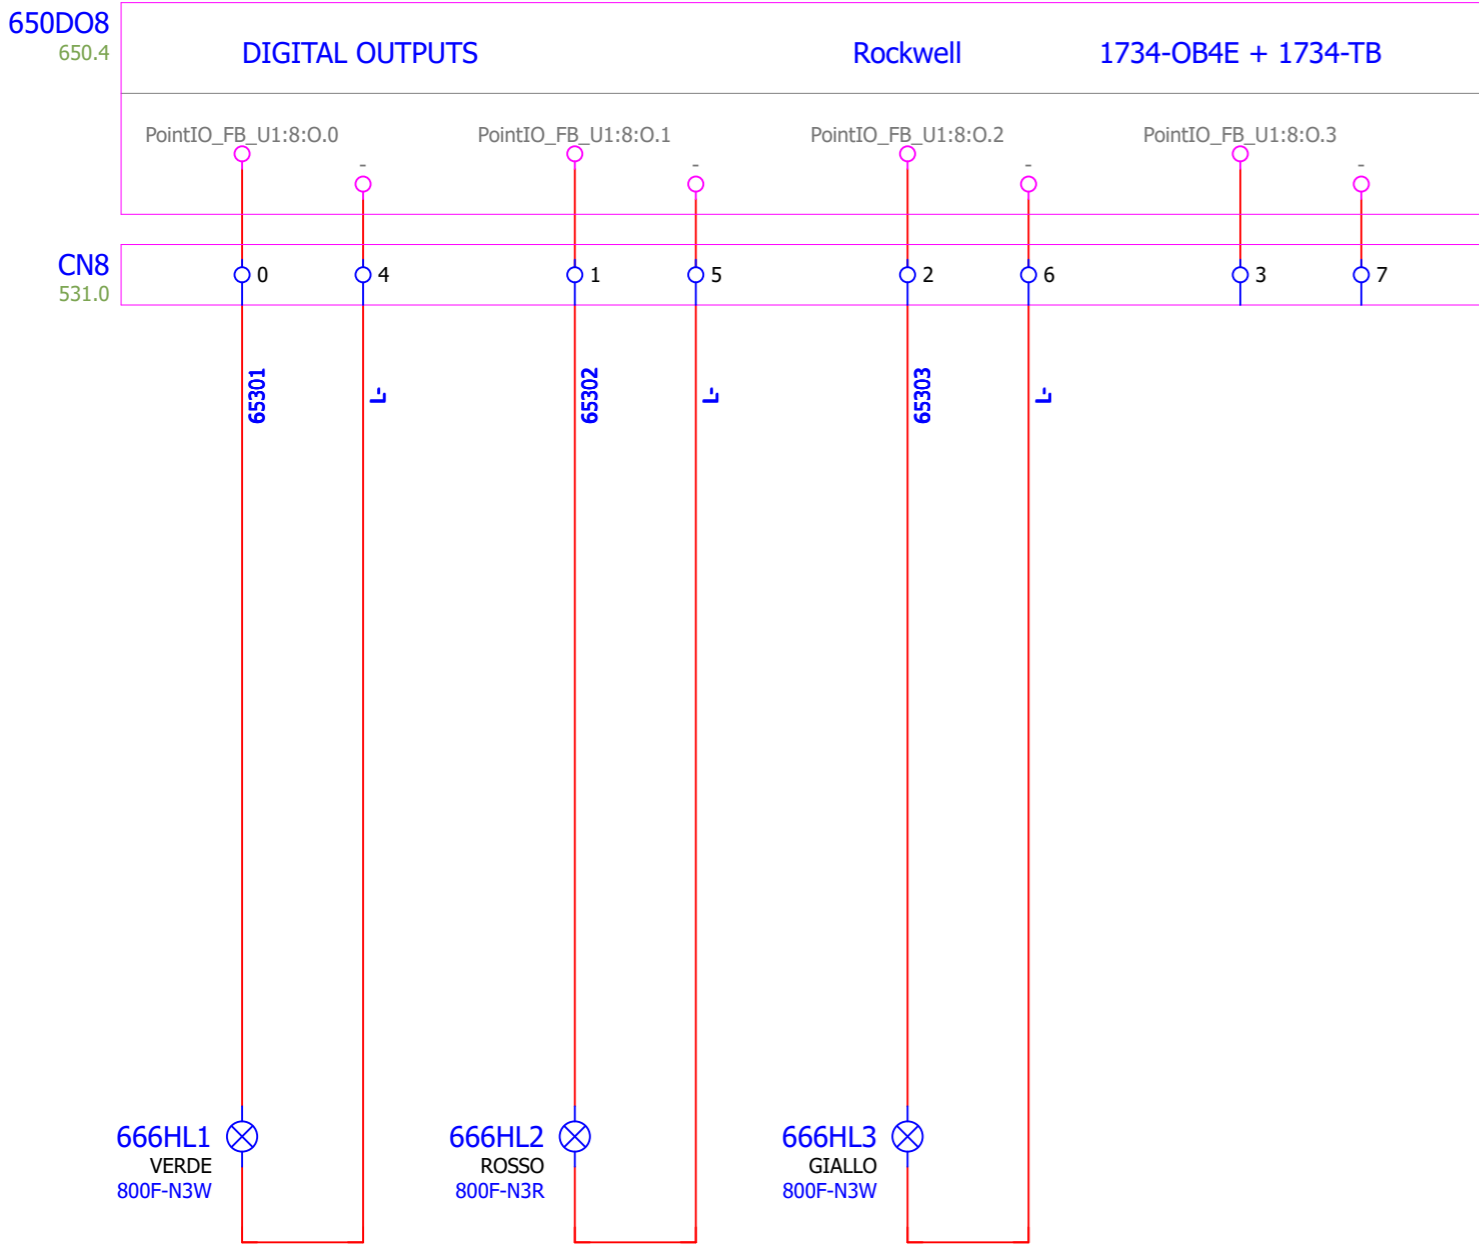 650DO8
650.4
DIGITAL OUTPUTS Rockwell 1734-OB4E + 1734-TB
PointIO_FB_U1:8:O.0 PointIO_FB_U1:8:O.1 PointIO_FB_U1:8:O.2 PointIO_FB_U1:8:O.3
- - - -
CN8
531.0
0 4 1 5 2 6 3 7
65301 L- 65302 L- 65303 L-
666HL1 666HL2 666HL3
VERDE ROSSO GIALLO
800F-N3W 800F-N3R 800F-N3W